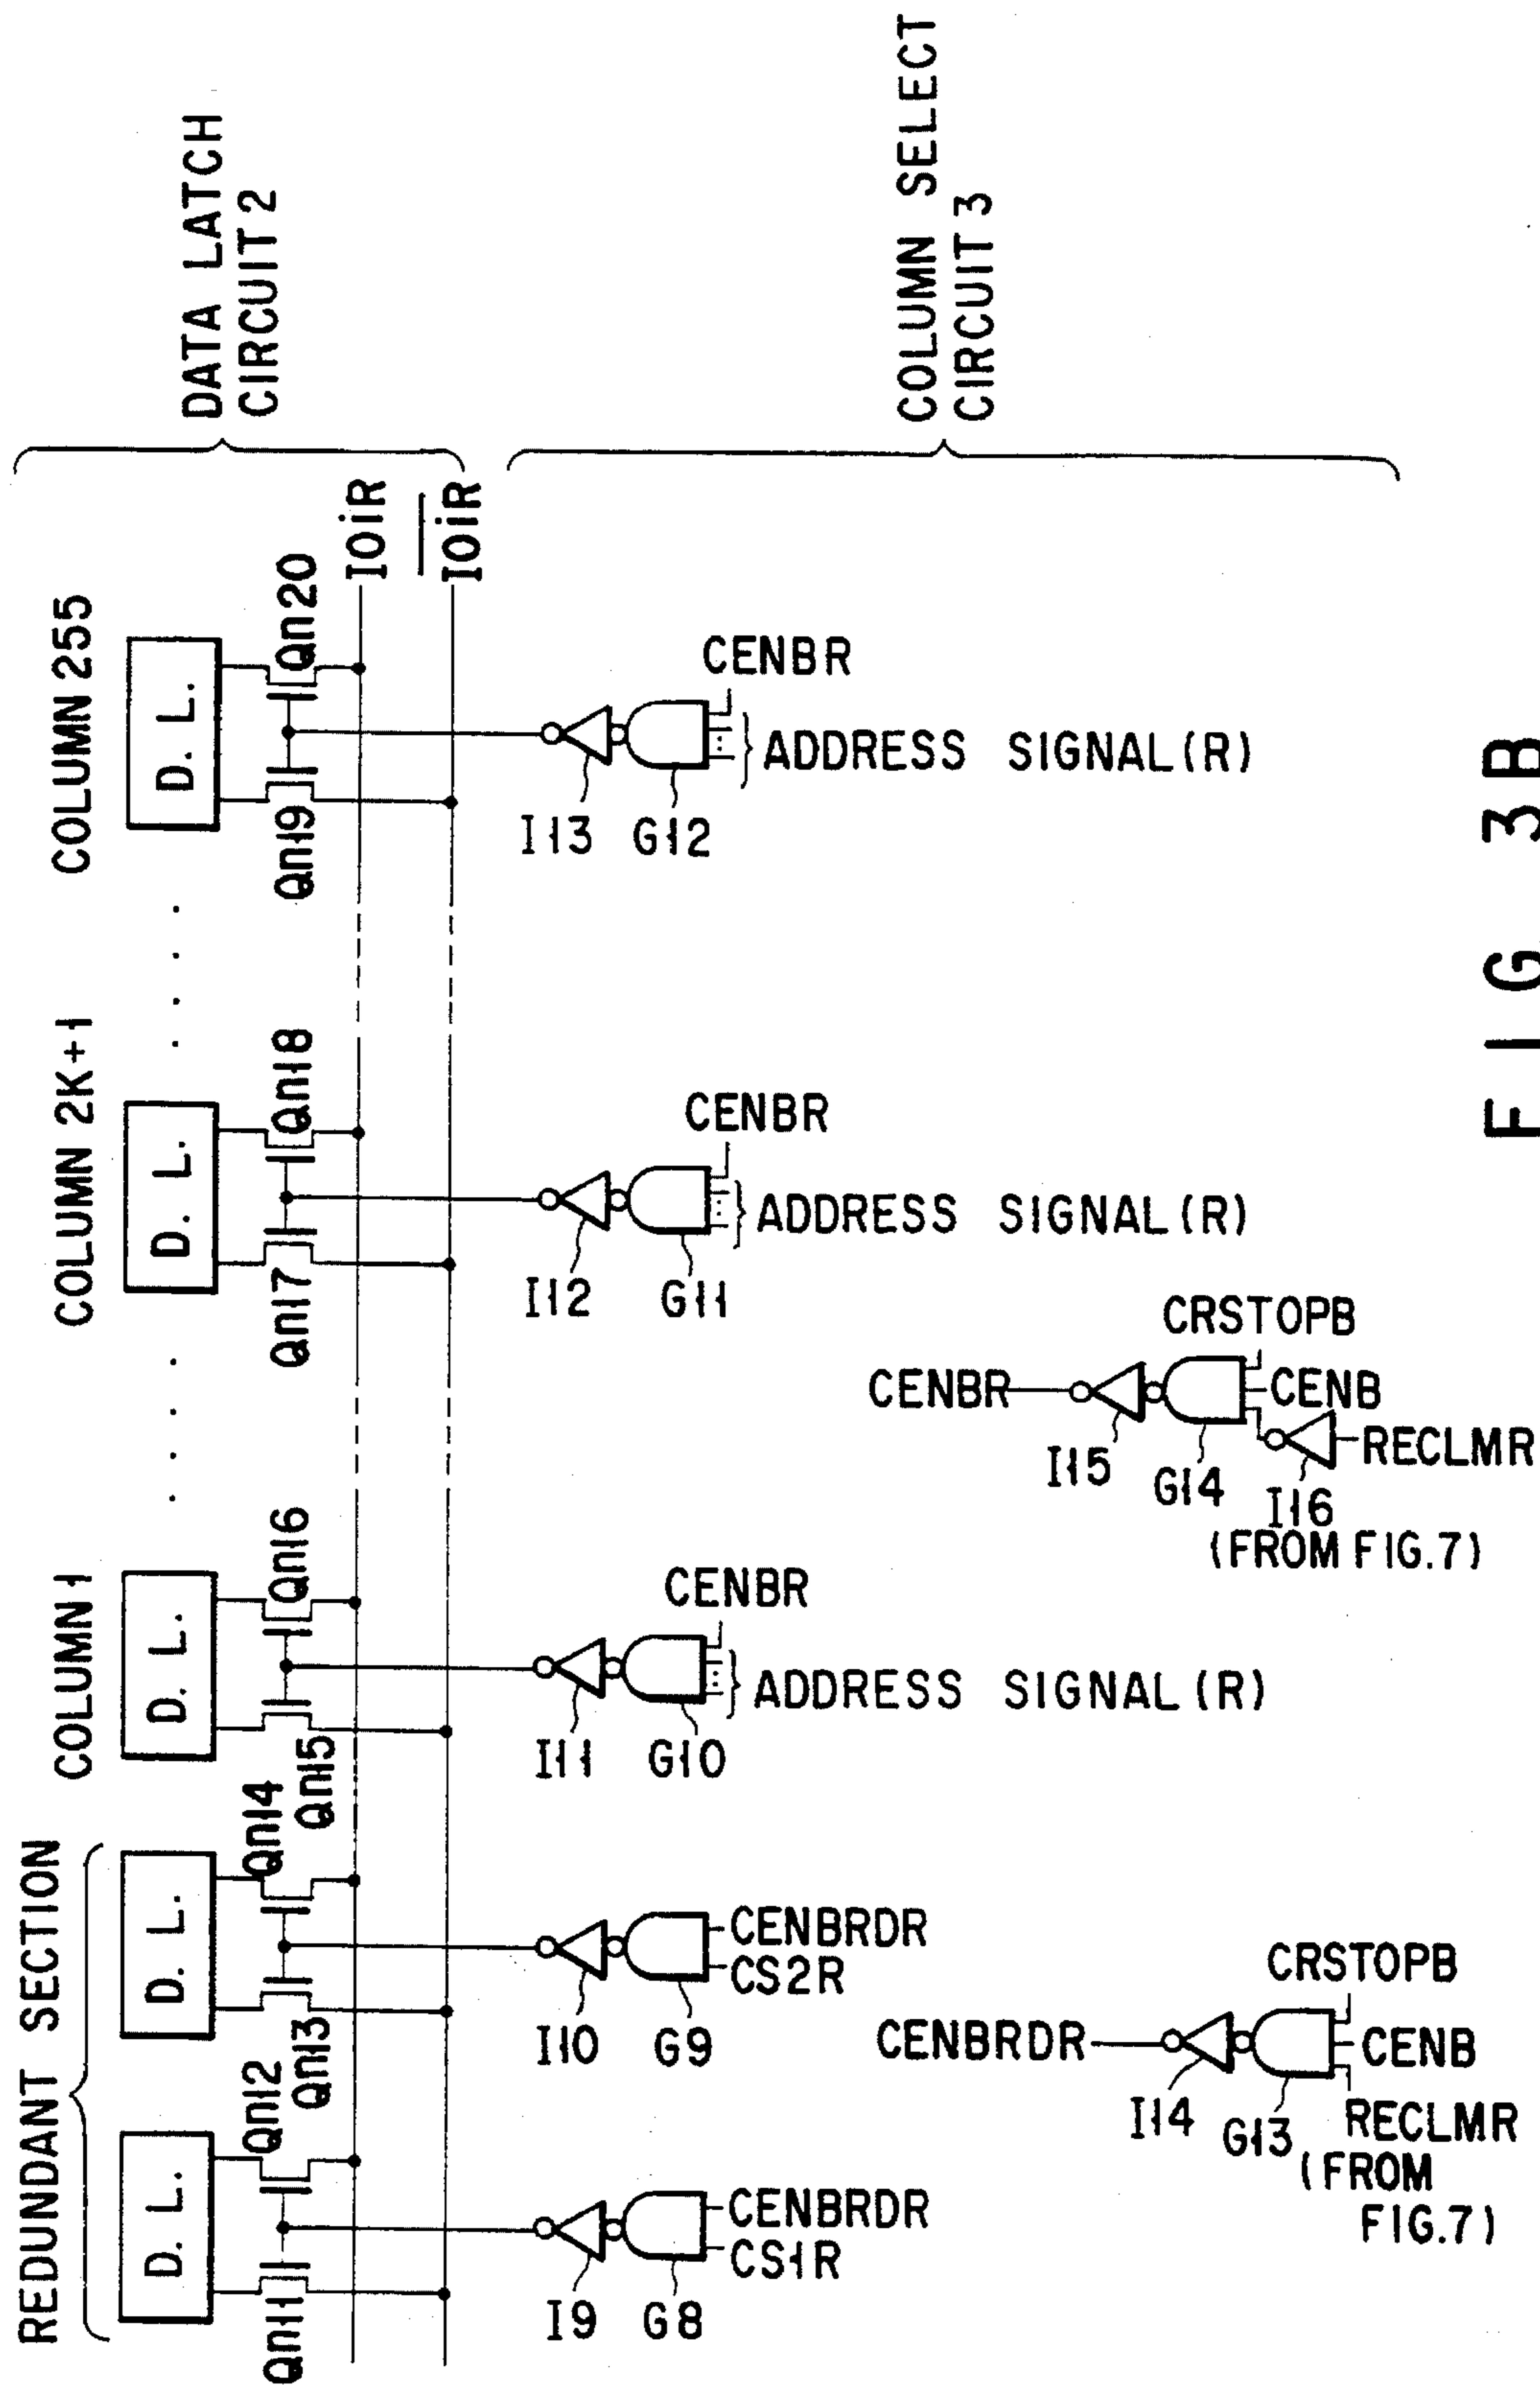 REDUNDANT SECTION
COLUMN 1
COLUMN 2K+1
COLUMN 255
D. L.
D. L.
D. L.
D. L.
D. L.
. . . .
. . . .
Qn11
Qn12
Qn13
Qn14
Qn15
Qn16
Qn17
Qn18
Qn19
Qn20
IOiR
IOiR
DATA LATCH
CIRCUIT 2
I9
G8
CENBRDR
CS1R
I10
G9
CENBRDR
CS2R
I11
G10
CENBR
ADDRESS SIGNAL (R)
I12
G11
CENBR
ADDRESS SIGNAL (R)
I13
G12
CENBR
ADDRESS SIGNAL (R)
COLUMN SELECT
CIRCUIT 3
CENBRDR
I14
G13
CRSTOPB
CENB
RECLMR
(FROM
FIG.7)
CENBR
I15
G14
CRSTOPB
CENB
I16
RECLMR
(FROM FIG.7)
FIG 3B